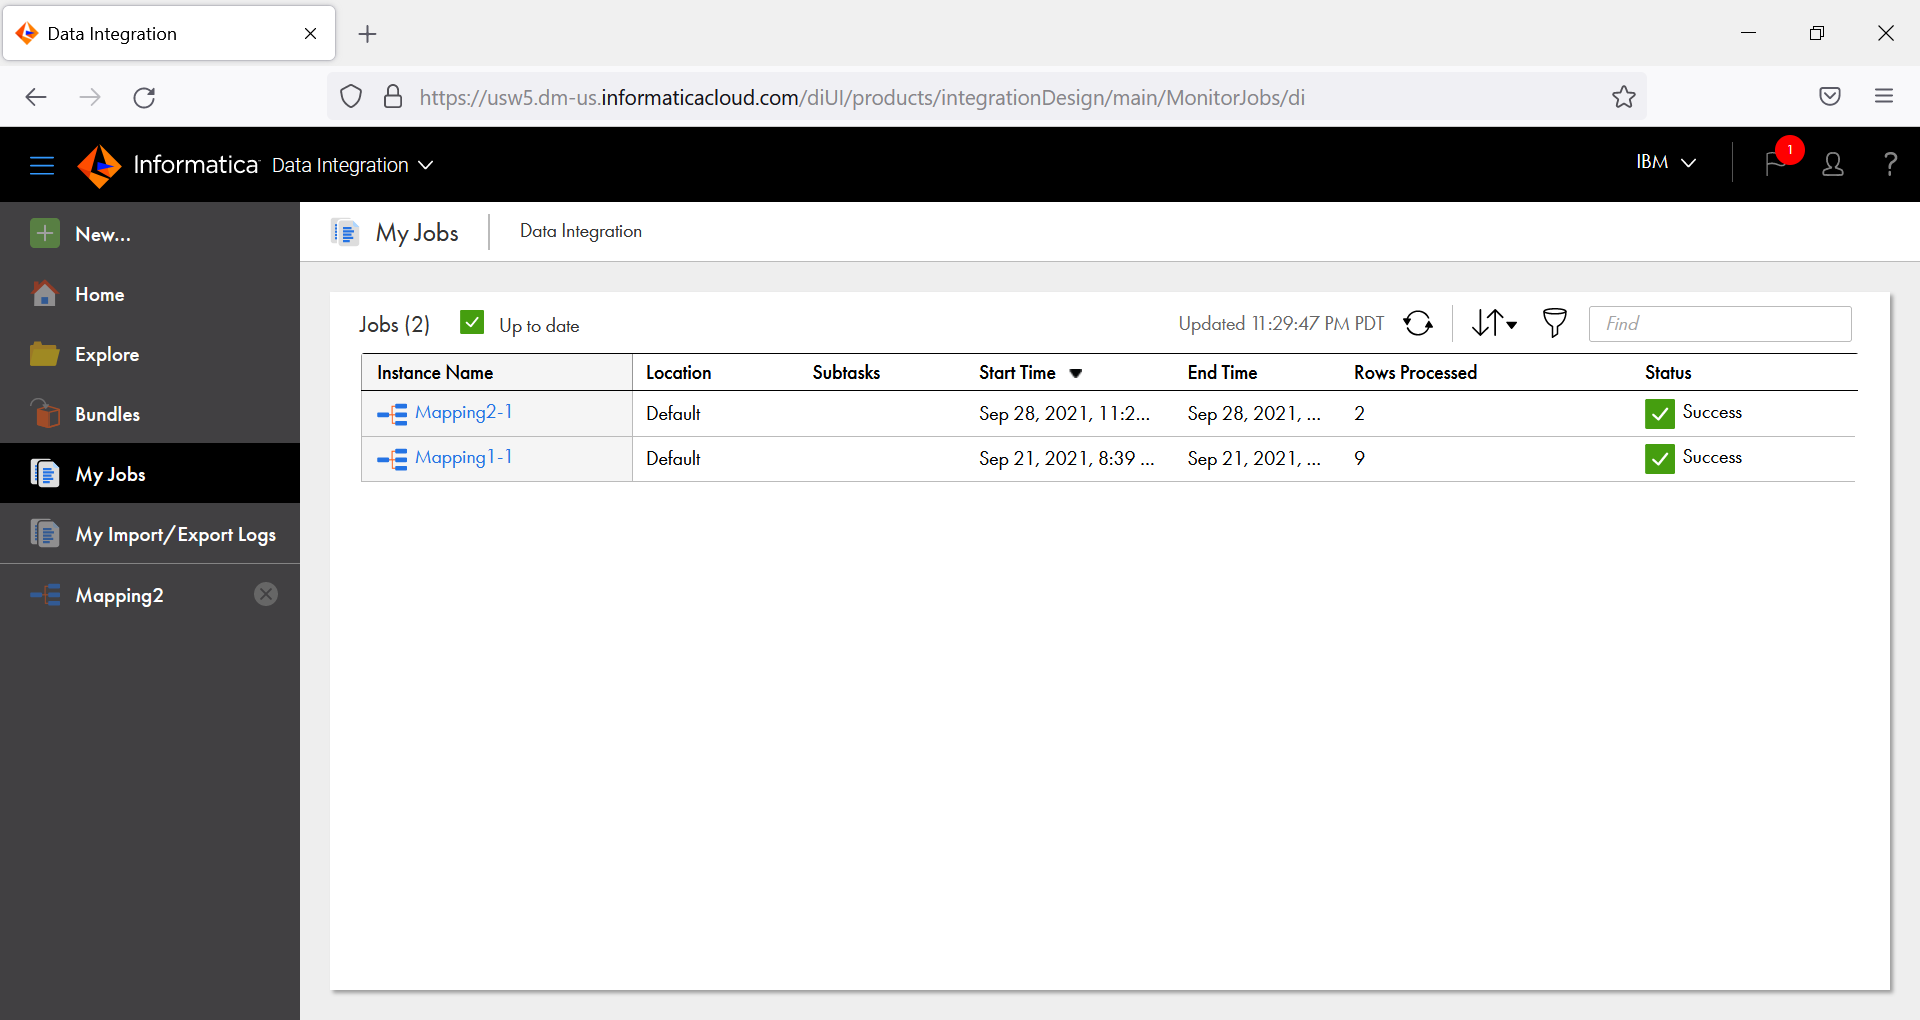 Data Integration
https://usw5.dm-us.informaticacloud.com/diUI/products/integrationDesign/main/MonitorJobs/di
Informatica Data Integration
IBM
1
?
New...
Home
Explore
Bundles
My Jobs
My Import/Export Logs
Mapping2
My Jobs
Data Integration
Jobs (2)
Up to date
Updated 11:29:47 PM PDT
Find
Instance Name Location Subtasks Start Time End Time Rows Processed Status
Mapping2-1 Default Sep 28, 2021, 11:2... Sep 28, 2021, ... 2 Success
Mapping1-1 Default Sep 21, 2021, 8:39 ... Sep 21, 2021, ... 9 Success